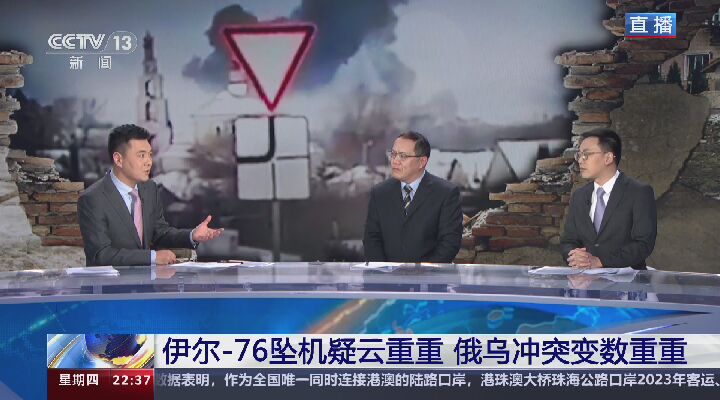 CCTV 13
新闻
直播
伊尔-76坠机疑云重重 俄乌冲突变数重重
星期四 22:37 数据表明，作为全国唯一同时连接港澳的陆路口岸，港珠澳大桥珠海公路口岸2023年客运、